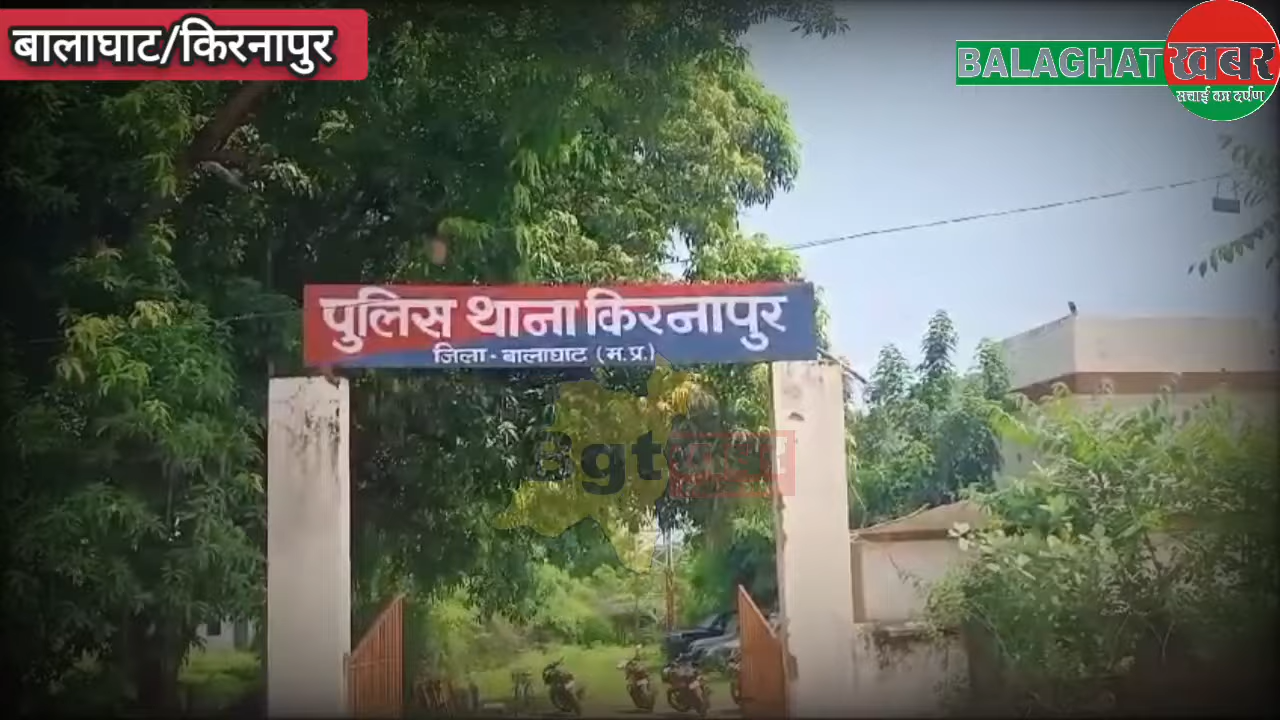 बालाघाट/किरनापुर
BALAGHAT खबर
सच्चाई का दर्पण
पुलिस थाना किरनापुर
जिला - बालाघाट (म.प्र.)
Bgt खबर